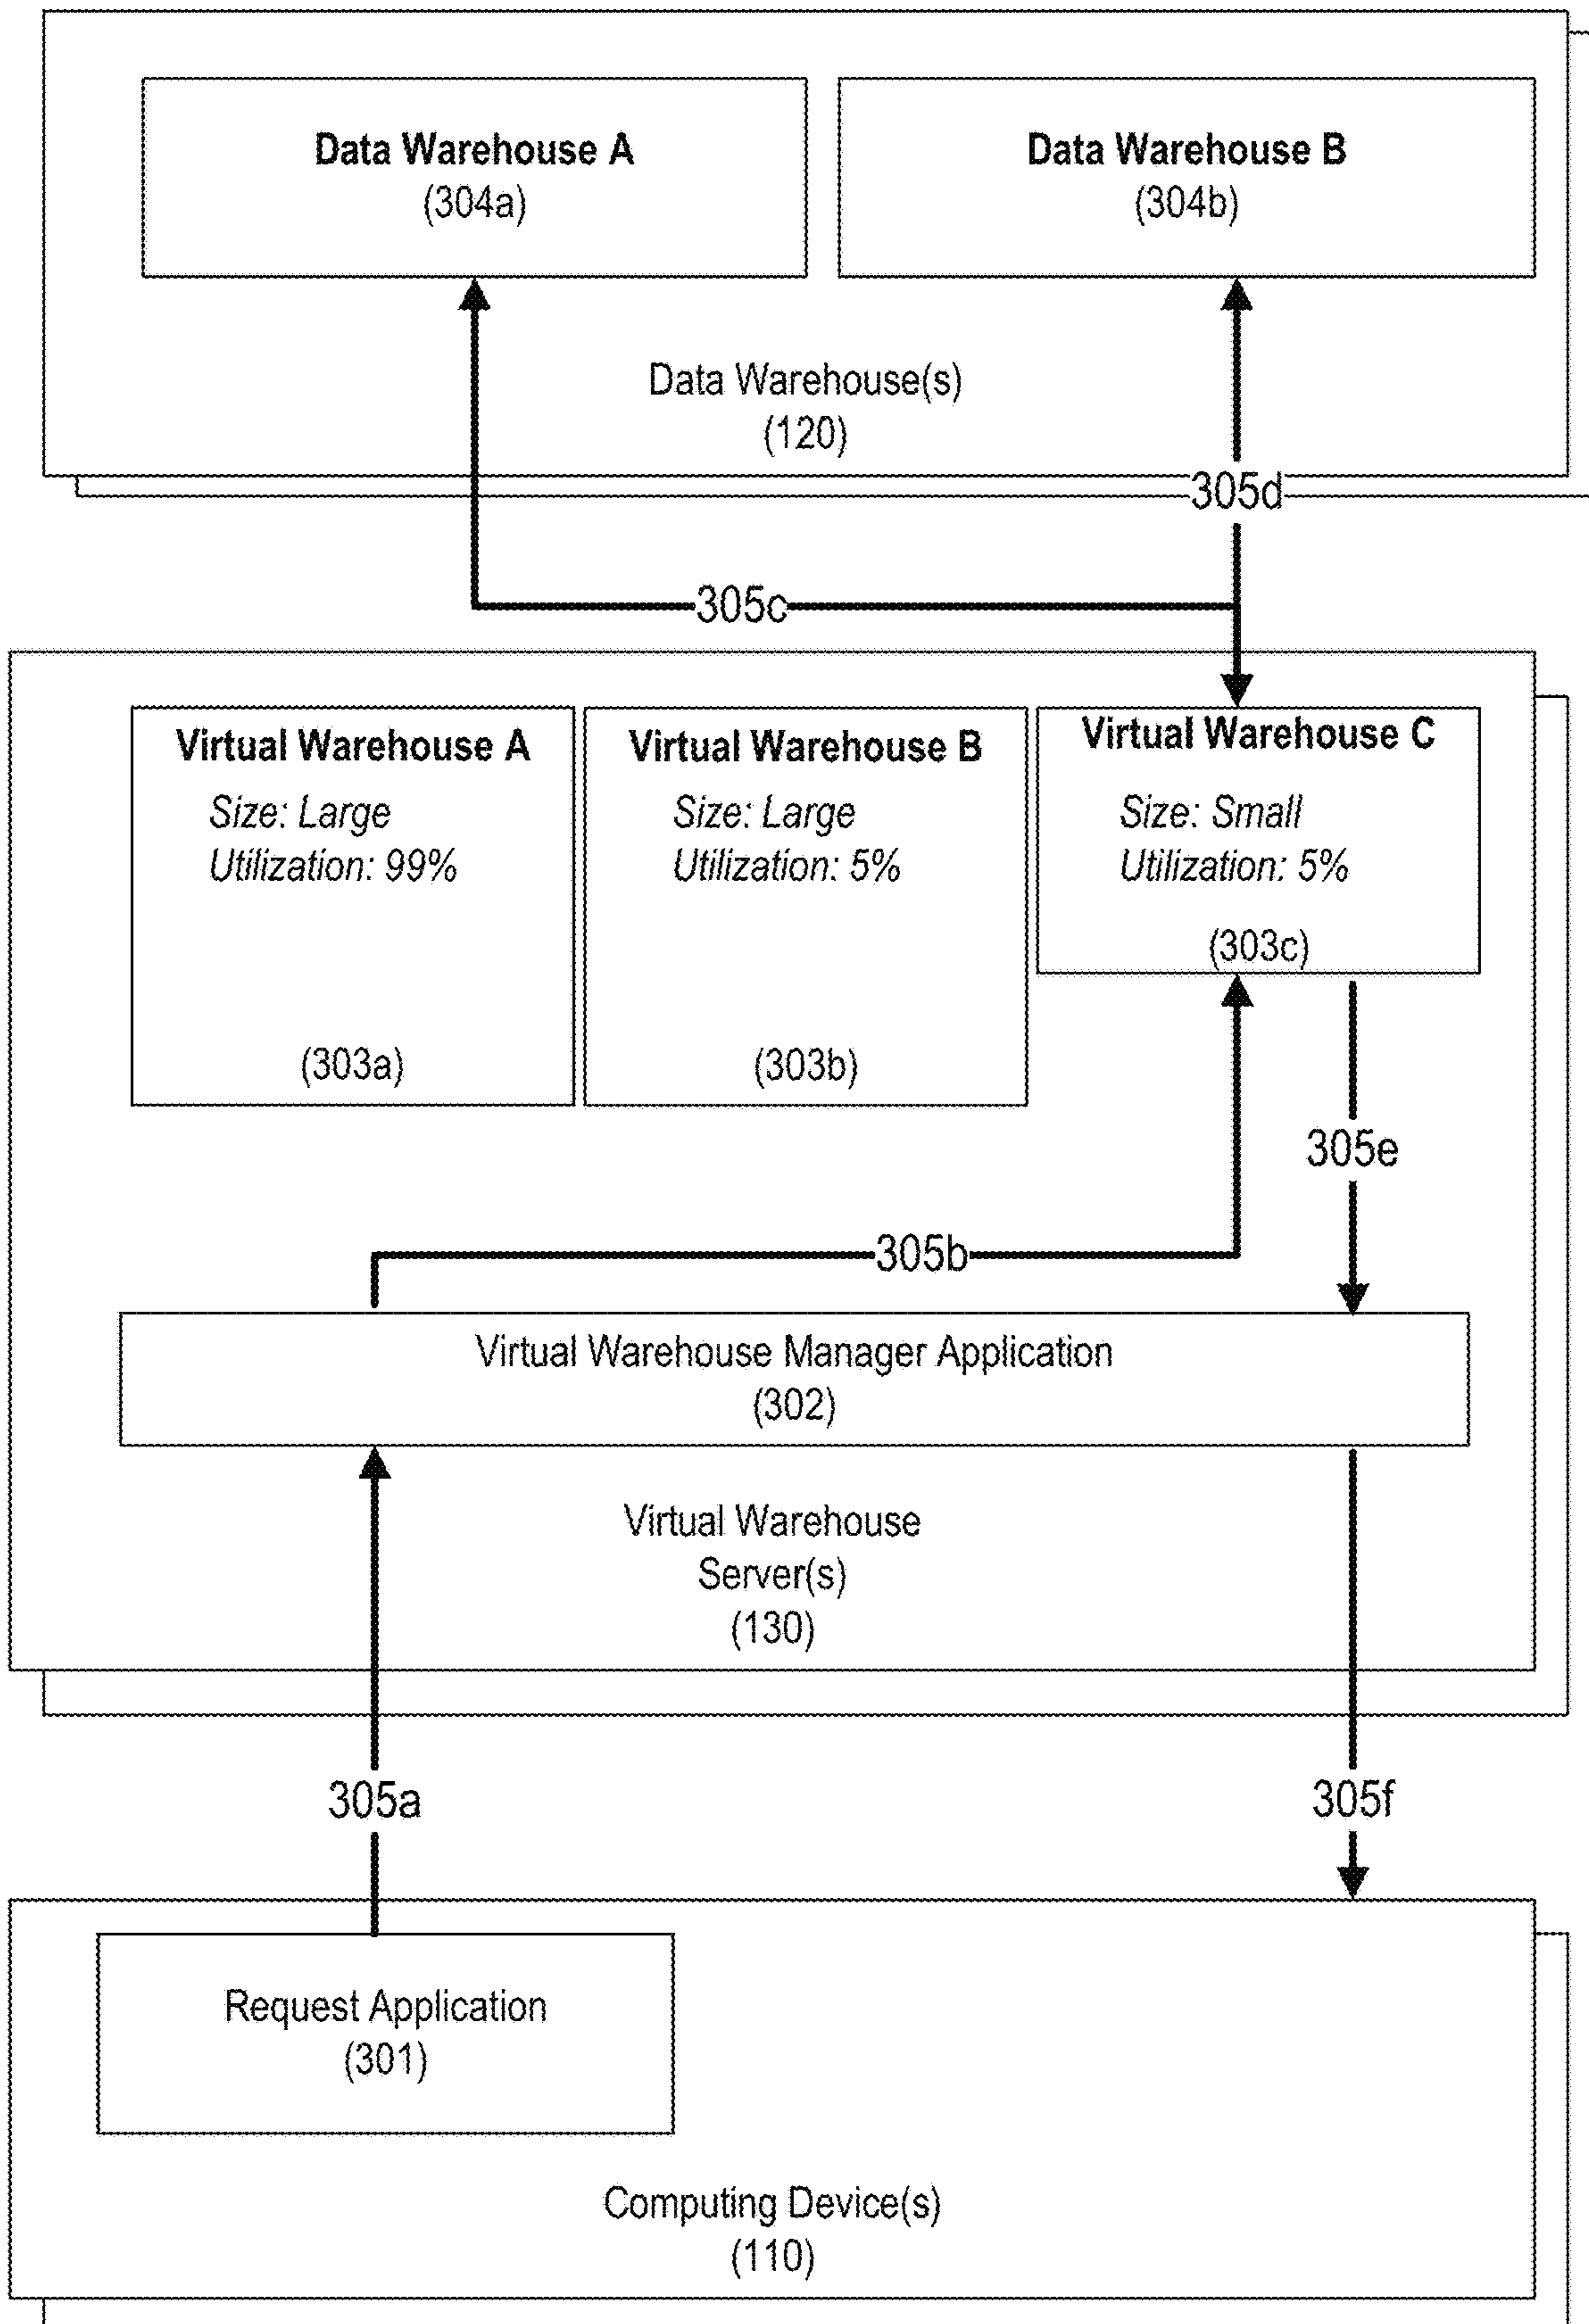 Data Warehouse A
(304a)
Data Warehouse B
(304b)
Data Warehouse(s)
(120)
305d
305c
Virtual Warehouse A
Size: Large
Utilization: 99%
(303a)
Virtual Warehouse B
Size: Large
Utilization: 5%
(303b)
Virtual Warehouse C
Size: Small
Utilization: 5%
(303c)
305e
305b
Virtual Warehouse Manager Application
(302)
Virtual Warehouse
Server(s)
(130)
305a
305f
Request Application
(301)
Computing Device(s)
(110)